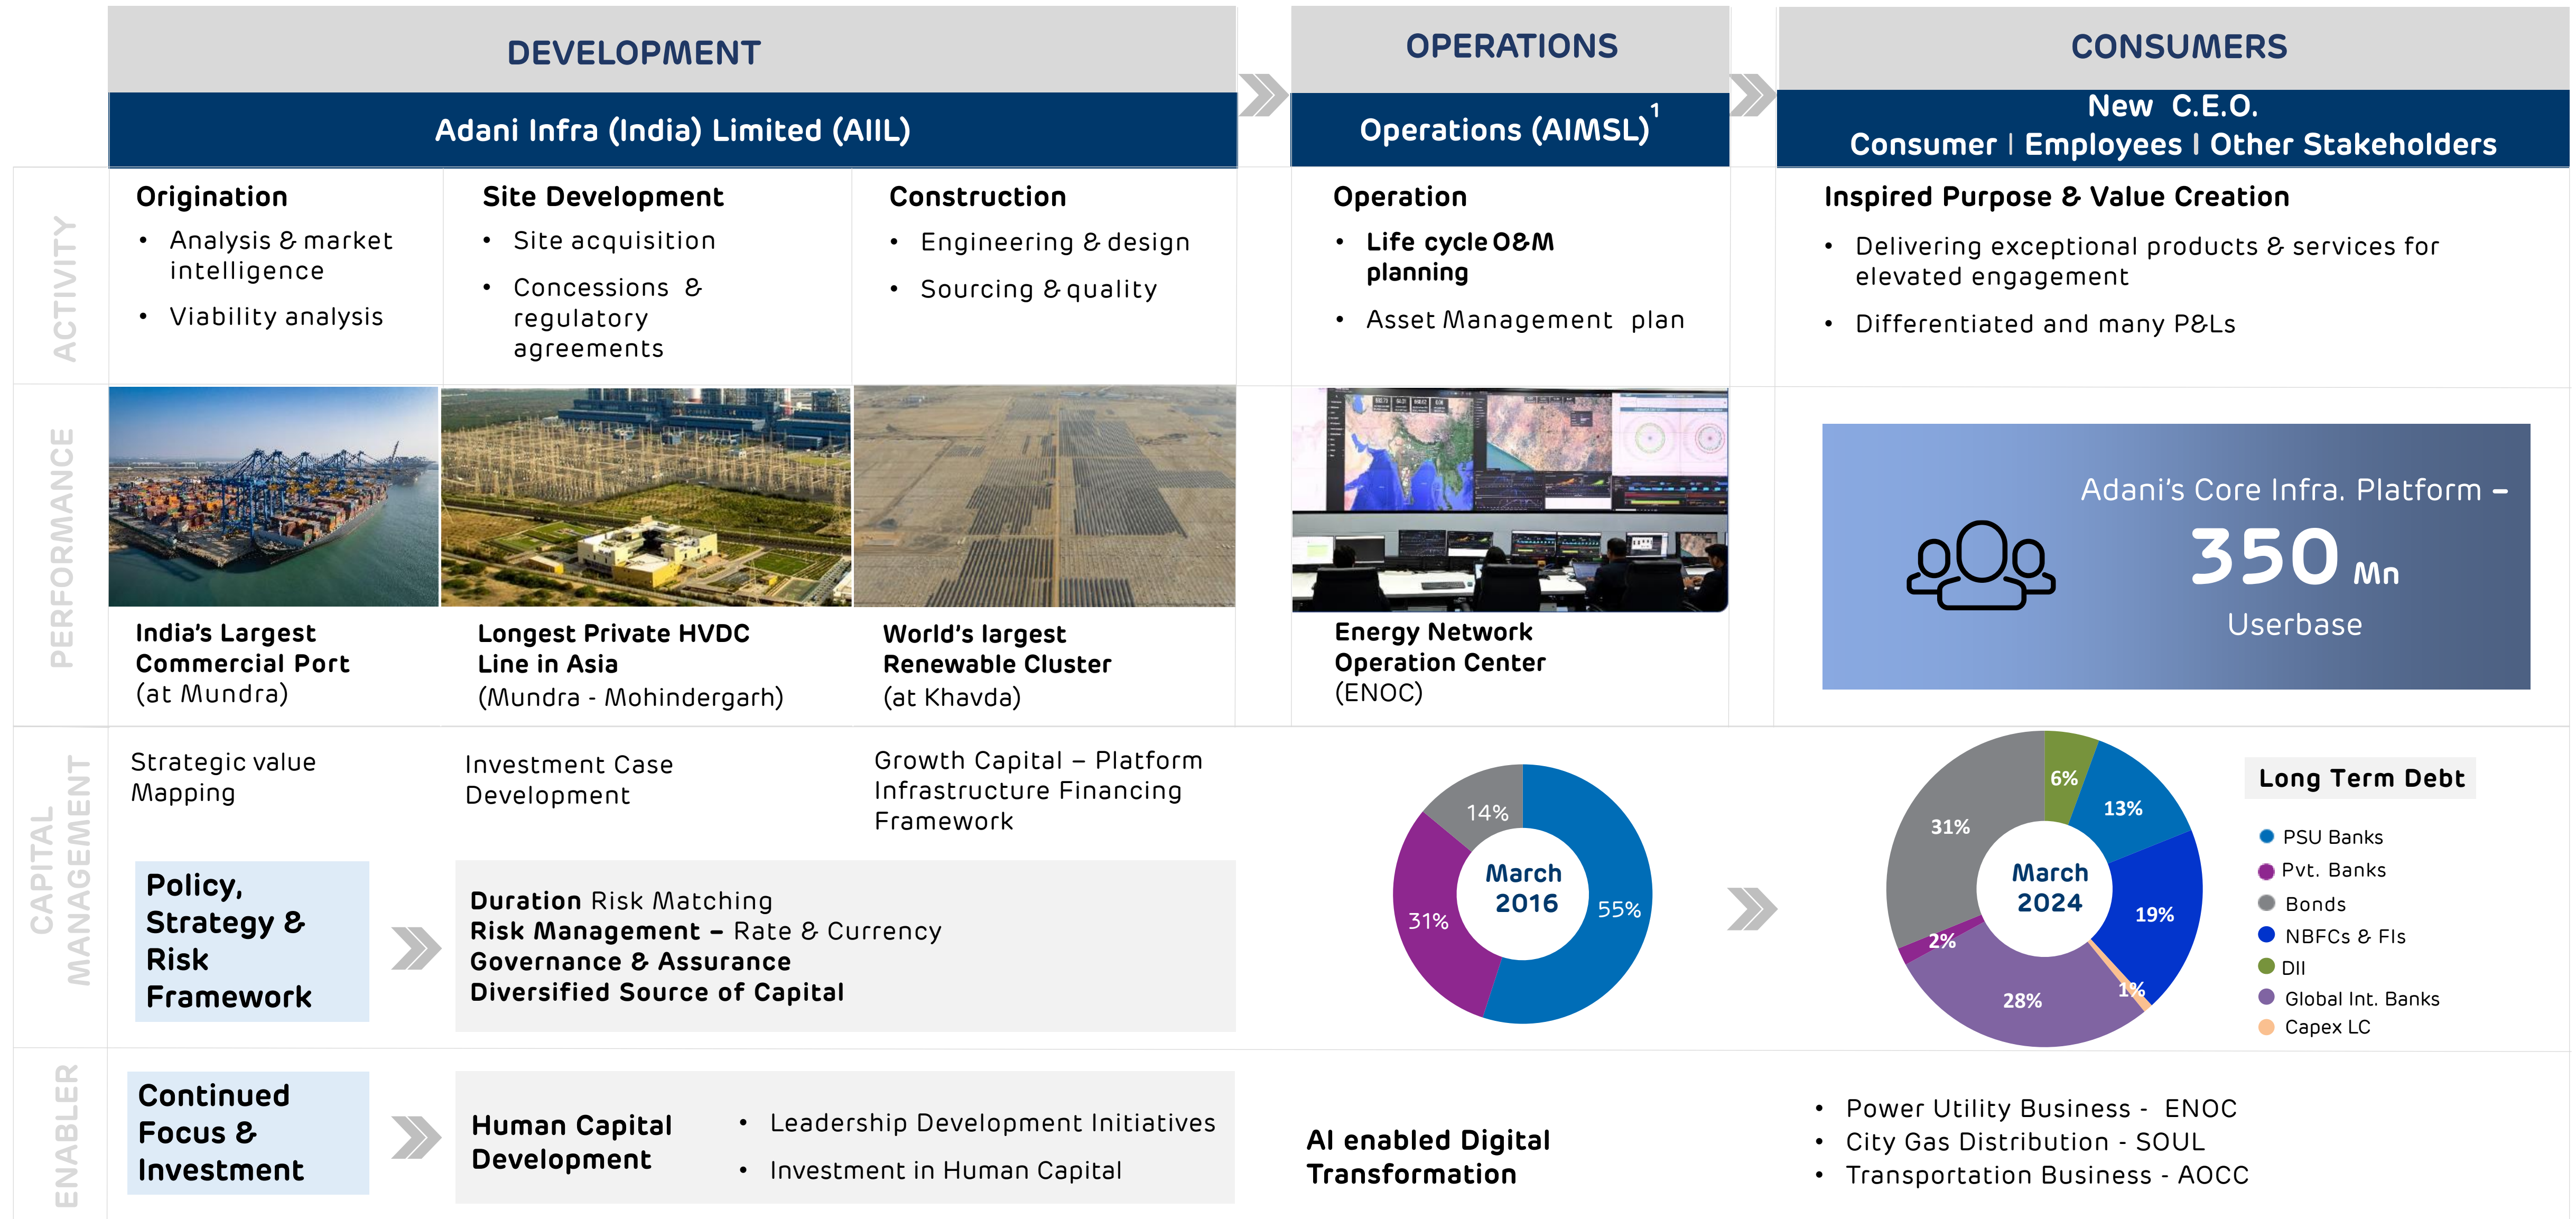 DEVELOPMENT
OPERATIONS
CONSUMERS
Adani Infra (India) Limited (AIIL)
Operations (AIMSL)1
New C.E.O.
Consumer | Employees | Other Stakeholders
ACTIVITY
Origination
• Analysis & market
intelligence
• Viability analysis
Site Development
• Site acquisition
• Concessions &
regulatory
agreements
Construction
• Engineering & design
• Sourcing & quality
Operation
• Life cycle O&M
planning
• Asset Management plan
Inspired Purpose & Value Creation
• Delivering exceptional products & services for
elevated engagement
• Differentiated and many P&Ls
PERFORMANCE
India's Largest
Commercial Port
(at Mundra)
Longest Private HVDC
Line in Asia
(Mundra - Mohindergarh)
World's largest
Renewable Cluster
(at Khavda)
Energy Network
Operation Center
(ENOC)
Adani's Core Infra. Platform –
350 Mn
Userbase
CAPITAL
MANAGEMENT
Strategic value
Mapping
Investment Case
Development
Growth Capital – Platform
Infrastructure Financing
Framework
Policy,
Strategy &
Risk
Framework
Duration Risk Matching
Risk Management – Rate & Currency
Governance & Assurance
Diversified Source of Capital
14%
31%
55%
March
2016
6%
13%
31%
19%
2%
1%
28%
March
2024
Long Term Debt
PSU Banks
Pvt. Banks
Bonds
NBFCs & FIs
DII
Global Int. Banks
Capex LC
ENABLER
Continued
Focus &
Investment
Human Capital
Development
• Leadership Development Initiatives
• Investment in Human Capital
AI enabled Digital
Transformation
• Power Utility Business - ENOC
• City Gas Distribution - SOUL
• Transportation Business - AOCC